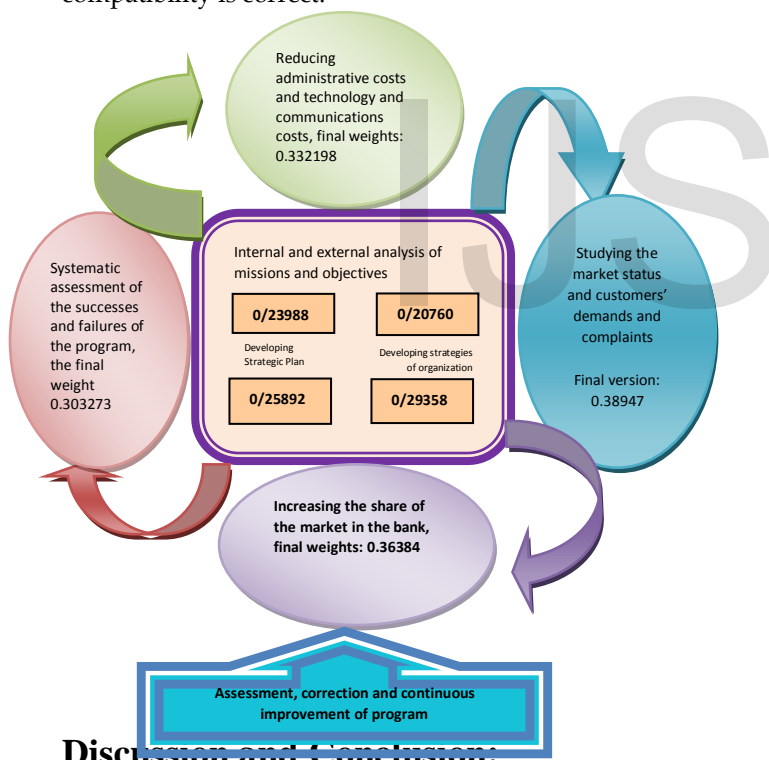 compatibility is correct.
Reducing
administrative costs
and technology and
communications
costs, final weights:
0.332198
IJS
Systematic
assessment of
the successes
and failures of
the program,
the final
weight
0.303273
Internal and external analysis of
missions and objectives
0/23988
0/20760
Developing
Strategic Plan
Developing strategies
of organization
0/25892
0/29358
Studying the
market status
and customers’
demands and
complaints
Final version:
0.38947
Increasing the share of
the market in the bank,
final weights: 0.36384
Assessment, correction and continuous
improvement of program
Discussion and Conclusion: